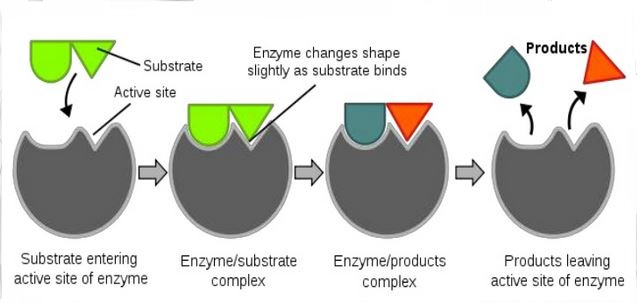 Substrate
Active site
Enzyme changes shape
slightly as substrate binds
Products
Substrate entering
active site of enzyme
Enzyme/substrate
complex
Enzyme/products
complex
Products leaving
active site of enzyme